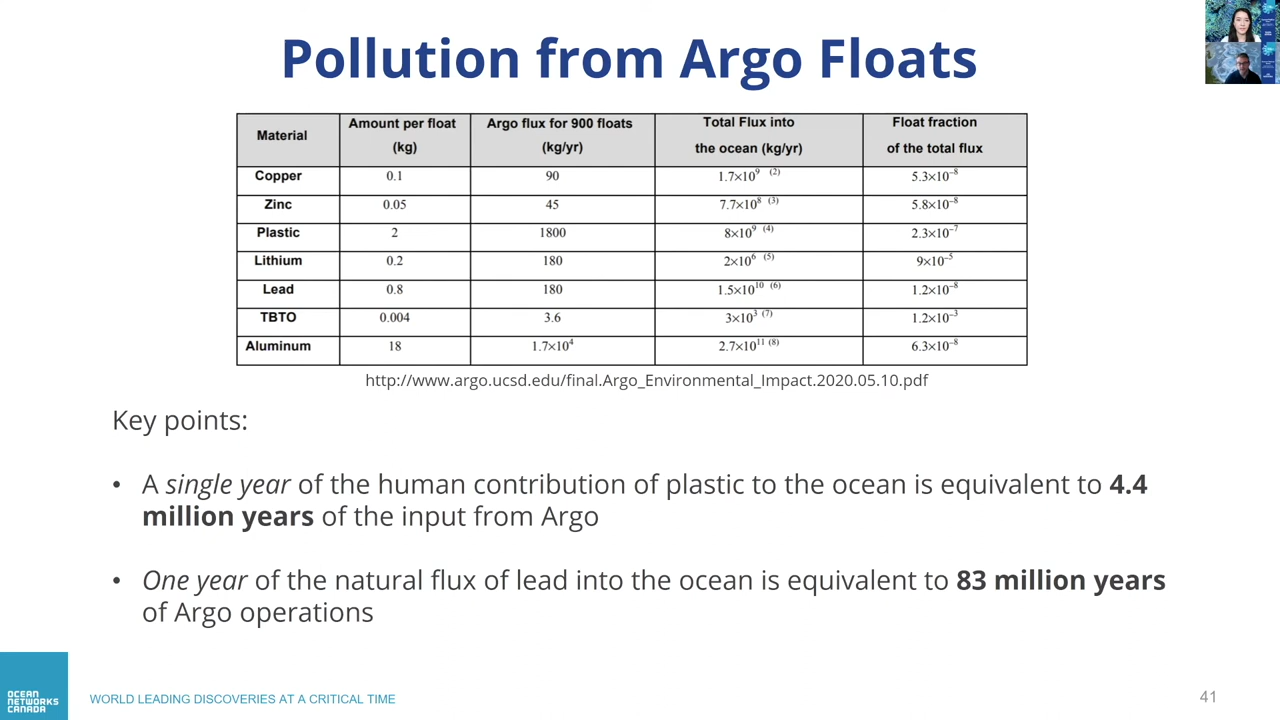 Pollution from Argo Floats
Material Amount per float (kg) Argo flux for 900 floats (kg/yr) Total Flux into the ocean (kg/yr) Float fraction of the total flux
Copper 0.1 90 1.7×10⁹ ⁽²⁾ 5.3×10⁻⁸
Zinc 0.05 45 7.7×10⁸ ⁽³⁾ 5.8×10⁻⁸
Plastic 2 1800 8×10⁹ ⁽⁴⁾ 2.3×10⁻⁷
Lithium 0.2 180 2×10⁶ ⁽⁵⁾ 9×10⁻⁵
Lead 0.8 180 1.5×10¹⁰ ⁽⁶⁾ 1.2×10⁻⁸
TBTO 0.004 3.6 3×10³ ⁽⁷⁾ 1.2×10⁻³
Aluminum 18 1.7×10⁴ 2.7×10¹¹ ⁽⁸⁾ 6.3×10⁻⁸
http://www.argo.ucsd.edu/final.Argo_Environmental_Impact.2020.05.10.pdf
Key points:
• A single year of the human contribution of plastic to the ocean is equivalent to 4.4
million years of the input from Argo
• One year of the natural flux of lead into the ocean is equivalent to 83 million years
of Argo operations
OCEAN
NETWORKS
CANADA
WORLD LEADING DISCOVERIES AT A CRITICAL TIME
41